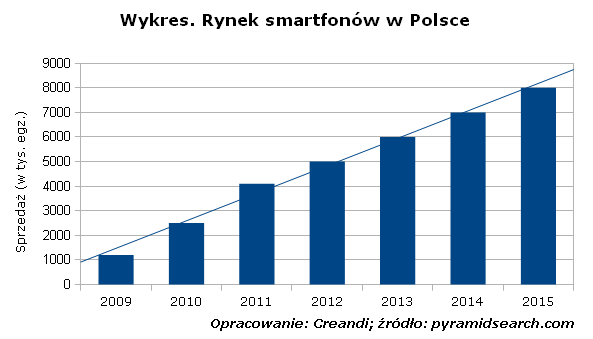 Wykres. Rynek smartfonów w Polsce
Sprzedaż (w tys. egz.)
9000
8000
7000
6000
5000
4000
3000
2000
1000
0
2009 2010 2011 2012 2013 2014 2015
Opracowanie: Creandi; źródło: pyramidsearch.com